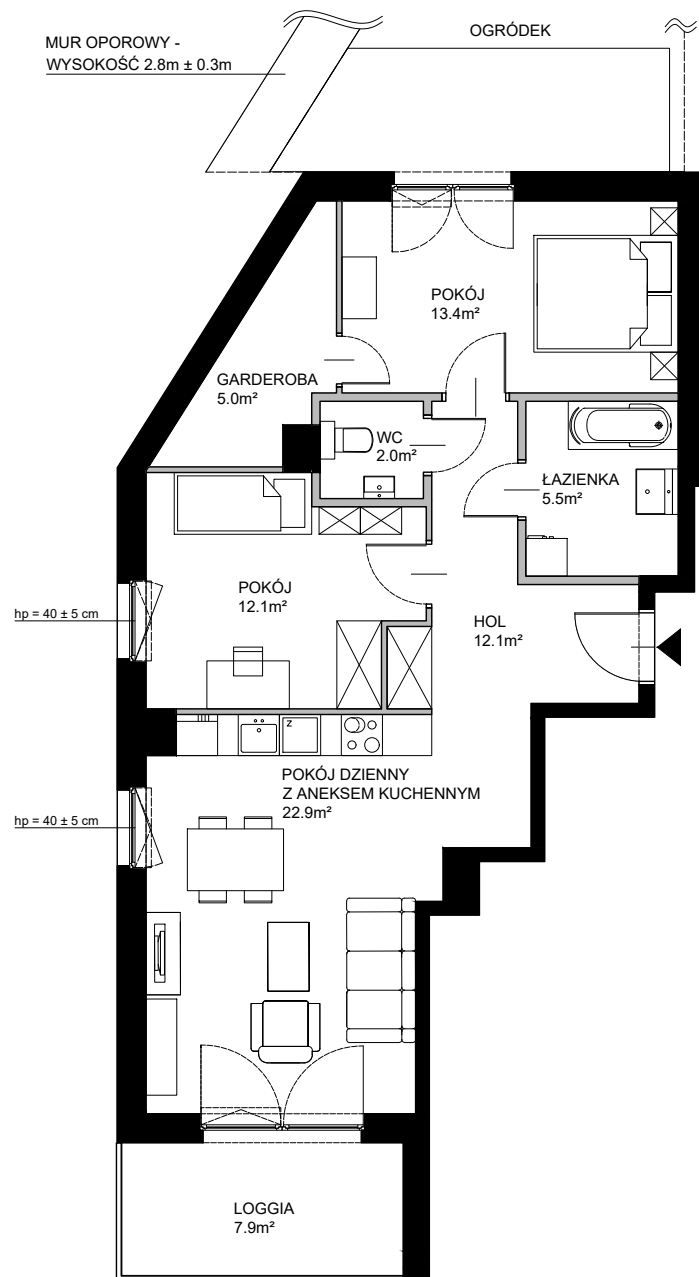 OGRÓDEK
MUR OPOROWY -
WYSOKOŚĆ 2.8m ± 0.3m
POKÓJ
13.4m²
GARDEROBA
5.0m²
WC
2.0m²
ŁAZIENKA
5.5m²
POKÓJ
12.1m²
hp = 40 ± 5 cm
HOL
12.1m²
Z
POKÓJ DZIENNY
Z ANEKSEM KUCHENNYM
22.9m²
hp = 40 ± 5 cm
LOGGIA
7.9m²